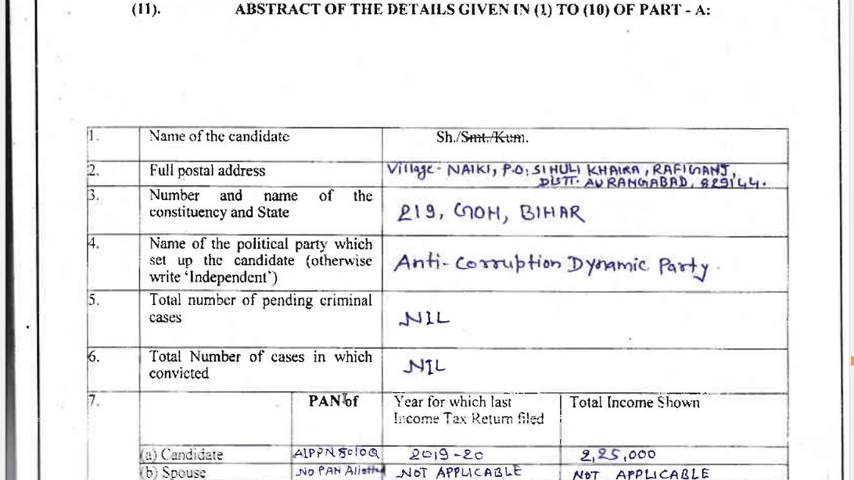 (11). ABSTRACT OF THE DETAILS GIVEN IN (1) TO (10) OF PART - A:
1. Name of the candidate Sh./Smt./Kum.
2. Full postal address Village - NAIKI, P.O: SIHULI KHAIRA, RAFIGANJ,
DISTT. AURANGABAD, 829144.
3. Number and name of the
constituency and State 219, GOH, BIHAR
4. Name of the political party which
set up the candidate (otherwise
write 'Independent') Anti-Corruption Dynamic Party.
5. Total number of pending criminal
cases NIL
6. Total Number of cases in which
convicted NIL
7. PAN of Year for which last Total Income Shown
Income Tax Return filed
(a) Candidate 2019-20 2,25,000
(b) Spouse NO PAN Allotted NOT APPLICABLE NOT APPLICABLE